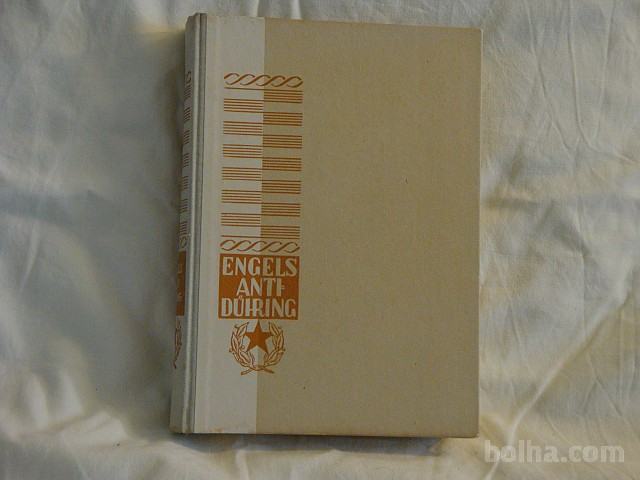 ENGELS
ANTI-
DÜHRING
bolha.com